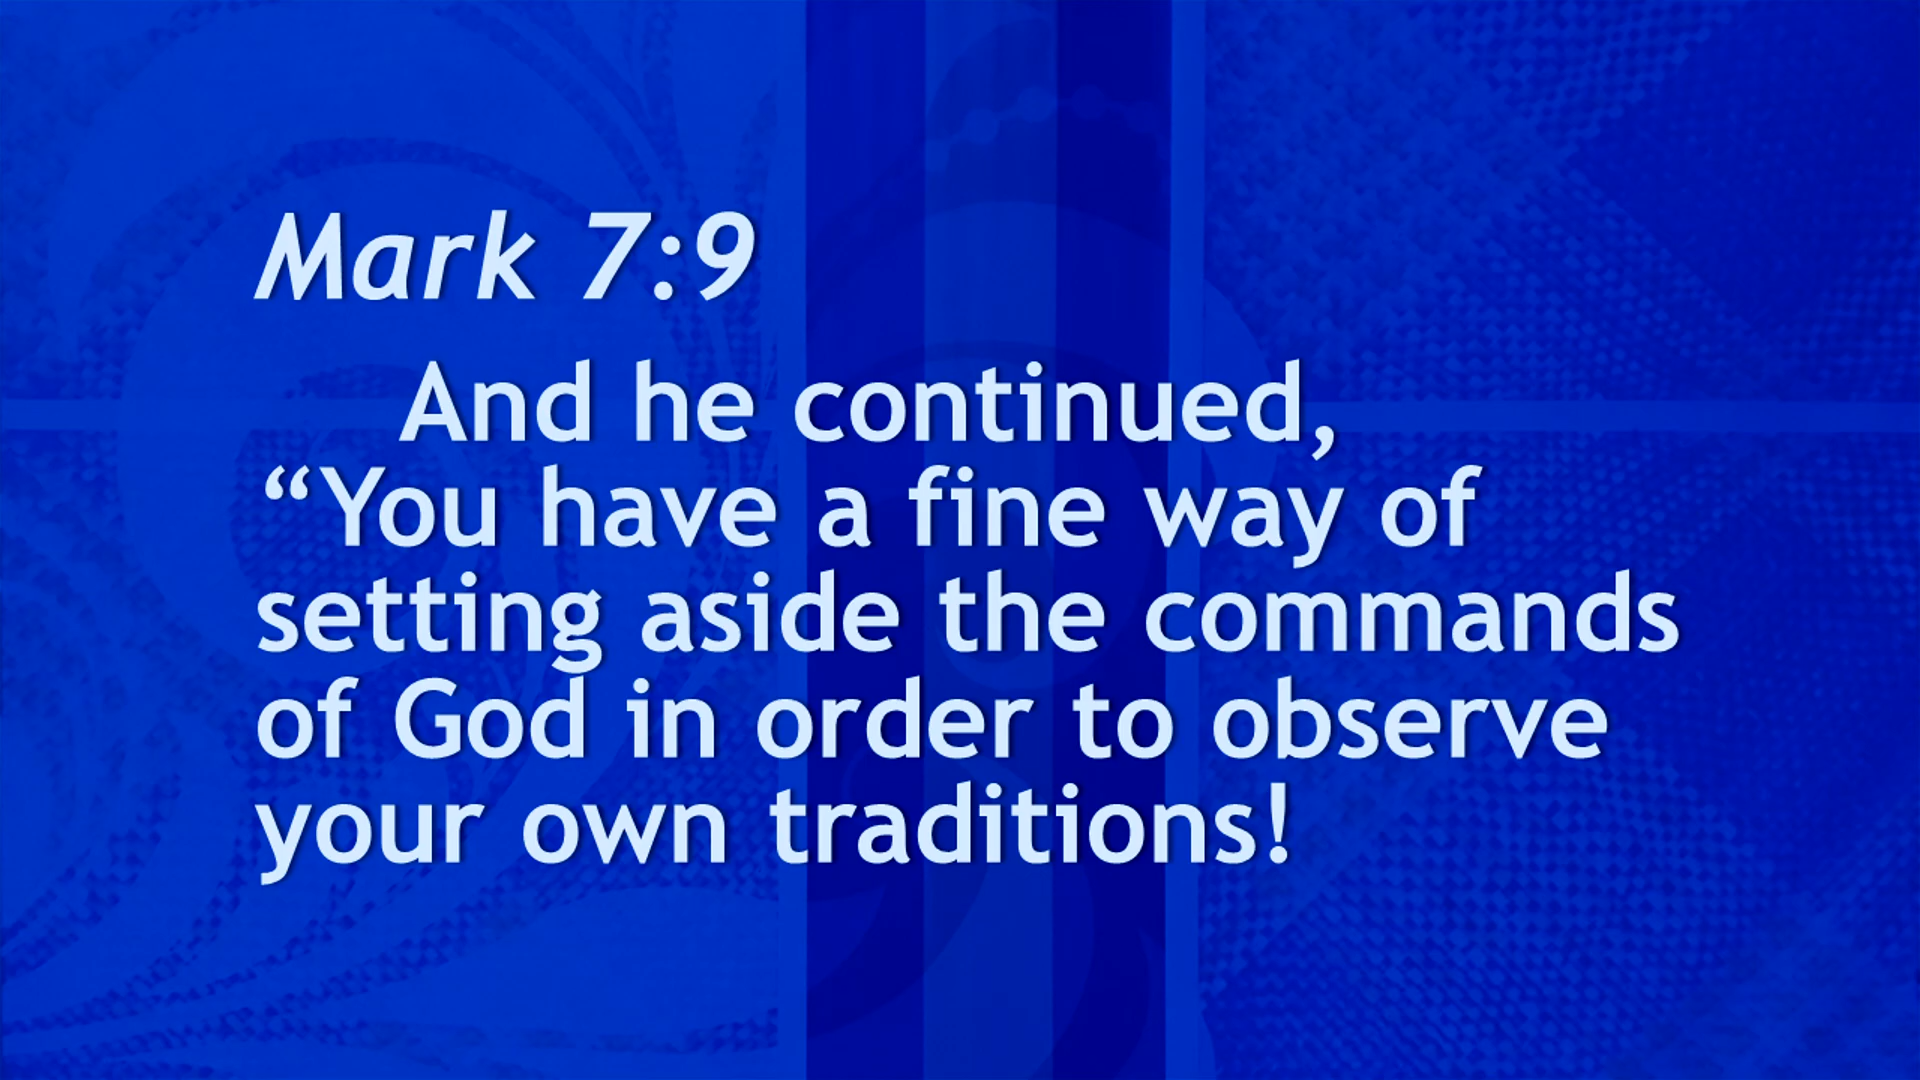 Mark 7:9
And he continued,
“You have a fine way of
setting aside the commands
of God in order to observe
your own traditions!